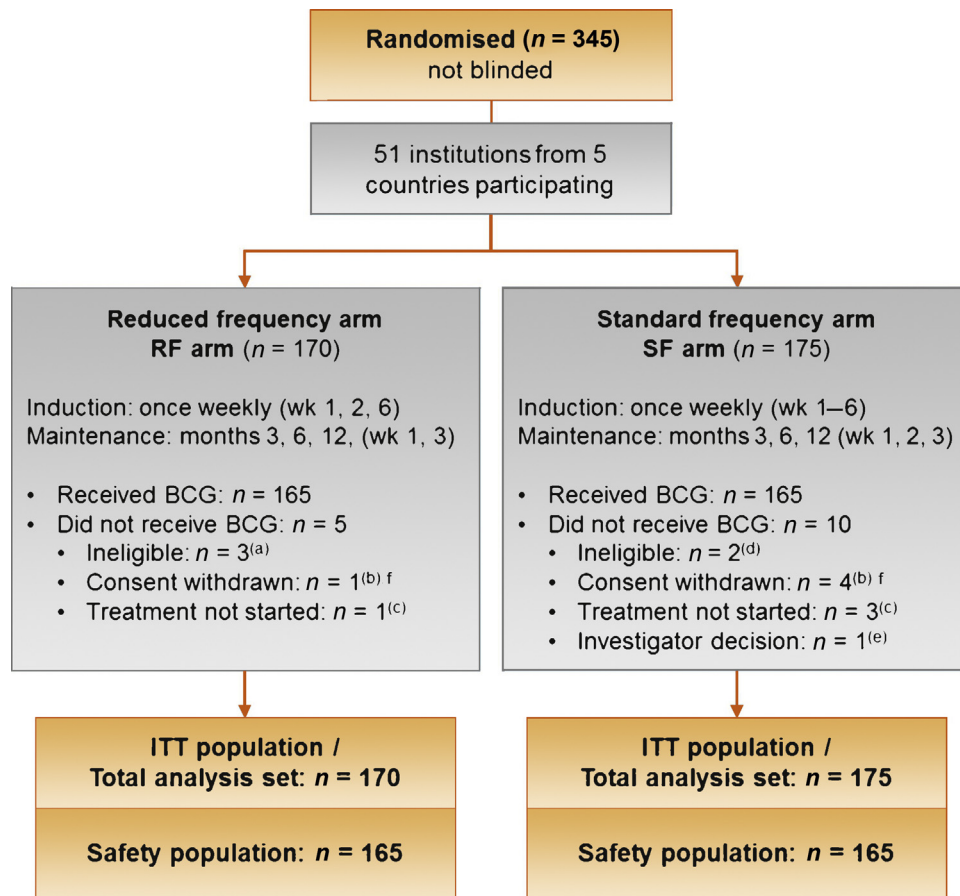 Randomised (n = 345)
not blinded
51 institutions from 5
countries participating
Reduced frequency arm
RF arm (n = 170)
Induction: once weekly (wk 1, 2, 6)
Maintenance: months 3, 6, 12, (wk 1, 3)
• Received BCG: n = 165
• Did not receive BCG: n = 5
• Ineligible: n = 3(a)
• Consent withdrawn: n = 1(b) f
• Treatment not started: n = 1(c)
Standard frequency arm
SF arm (n = 175)
Induction: once weekly (wk 1–6)
Maintenance: months 3, 6, 12 (wk 1, 2, 3)
• Received BCG: n = 165
• Did not receive BCG: n = 10
• Ineligible: n = 2(d)
• Consent withdrawn: n = 4(b) f
• Treatment not started: n = 3(c)
• Investigator decision: n = 1(e)
ITT population /
Total analysis set: n = 170
Safety population: n = 165
ITT population /
Total analysis set: n = 175
Safety population: n = 165